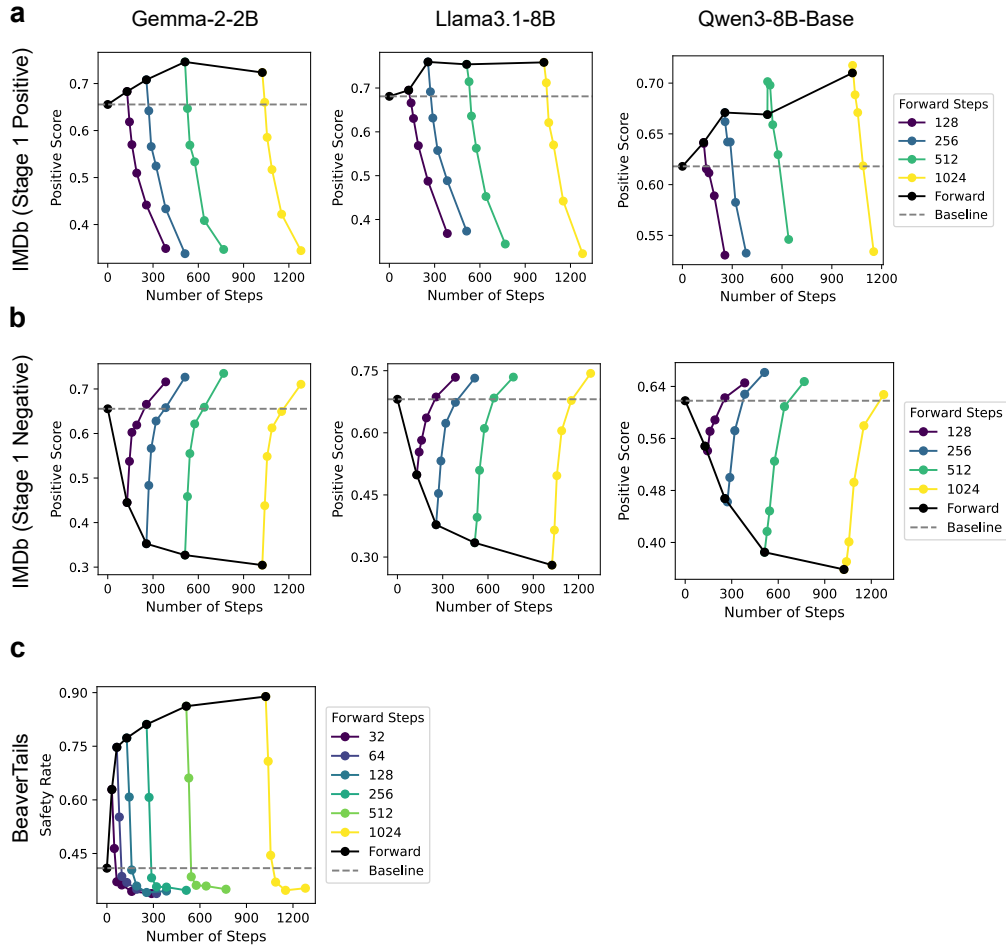 a
Gemma-2-2B
Llama3.1-8B
Qwen3-8B-Base
IMDb (Stage 1 Positive)
Positive Score
0.7
0.6
0.5
0.4
0 300 600 900 1200
Number of Steps
Positive Score
0.7
0.6
0.5
0.4
0 300 600 900 1200
Number of Steps
Positive Score
0.70
0.65
0.60
0.55
0 300 600 900 1200
Number of Steps
Forward Steps
128
256
512
1024
Forward
Baseline
b
IMDb (Stage 1 Negative)
Positive Score
0.7
0.6
0.5
0.4
0.3
0 300 600 900 1200
Number of Steps
Positive Score
0.75
0.60
0.45
0.30
0 300 600 900 1200
Number of Steps
Positive Score
0.64
0.56
0.48
0.40
0 300 600 900 1200
Number of Steps
Forward Steps
128
256
512
1024
Forward
Baseline
c
BeaverTails
Safety Rate
0.90
0.75
0.60
0.45
0 300 600 900 1200
Number of Steps
Forward Steps
32
64
128
256
512
1024
Forward
Baseline